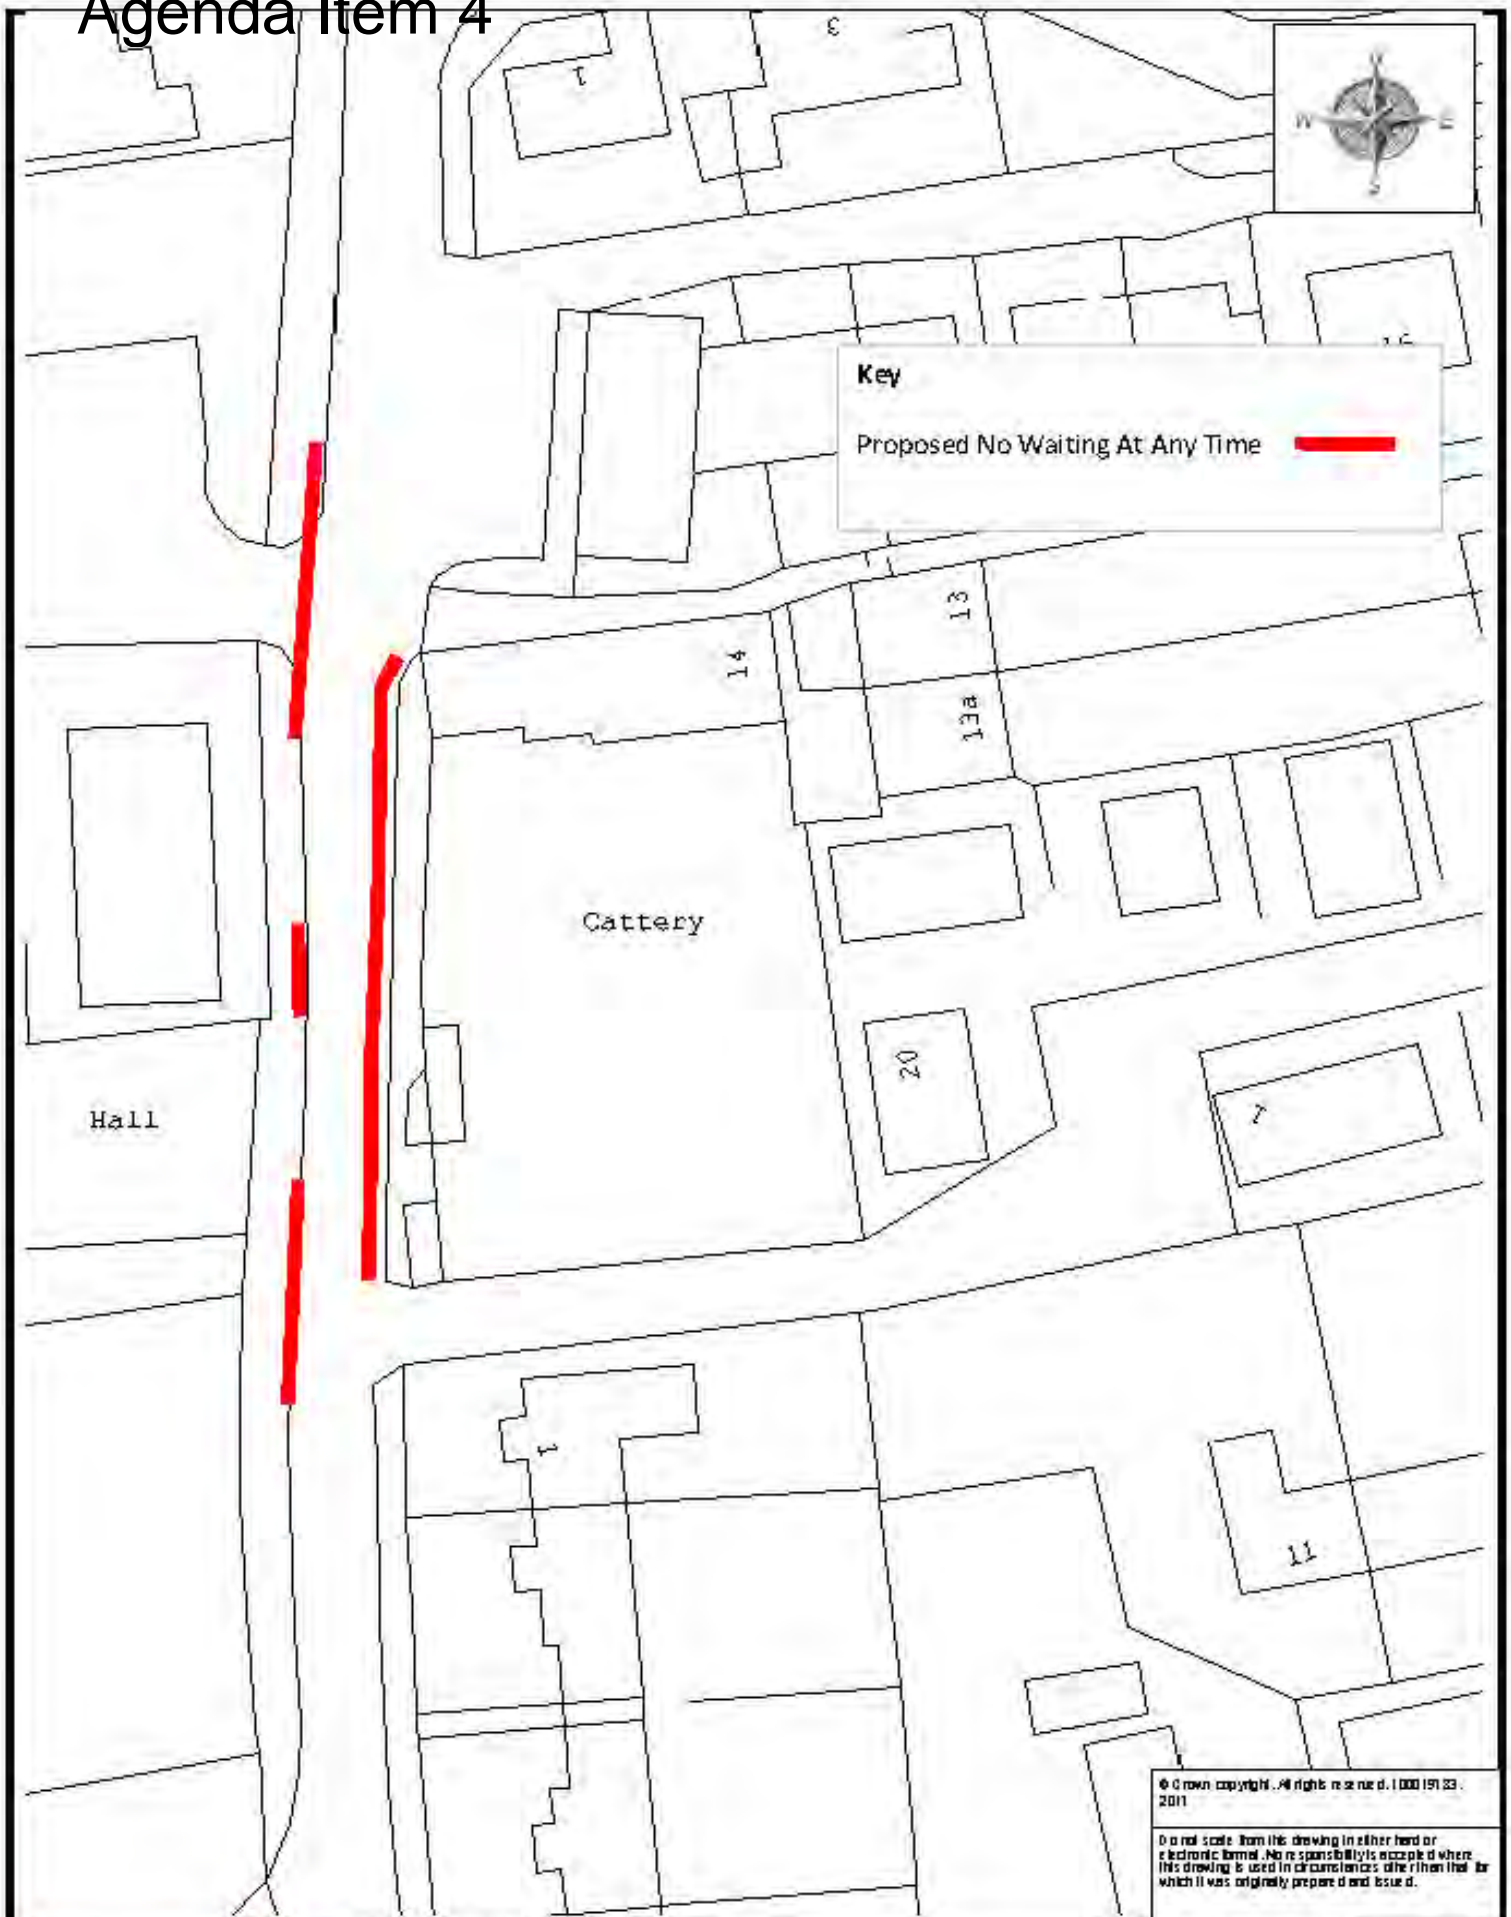 Agenda Item 4
1
3
N
W E
S
16
Key
Proposed No Waiting At Any Time
13
14
13a
Cattery
20
Hall
7
1
11
© Crown copyright. All rights reserved. 100019183.
2011
Do not scale from this drawing in either hard or
electronic format. No responsibility is accepted where
this drawing is used in circumstances other than that for
which it was originally prepared and issued.